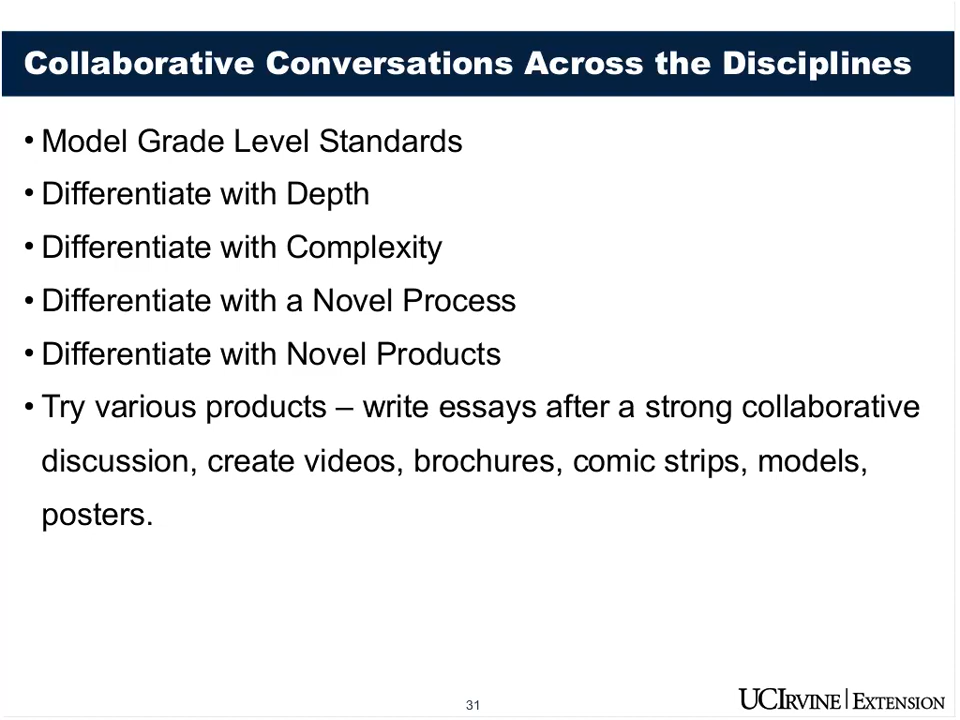 Collaborative Conversations Across the Disciplines
• Model Grade Level Standards
• Differentiate with Depth
• Differentiate with Complexity
• Differentiate with a Novel Process
• Differentiate with Novel Products
• Try various products – write essays after a strong collaborative
discussion, create videos, brochures, comic strips, models,
posters.
31
UCIRVINE | EXTENSION